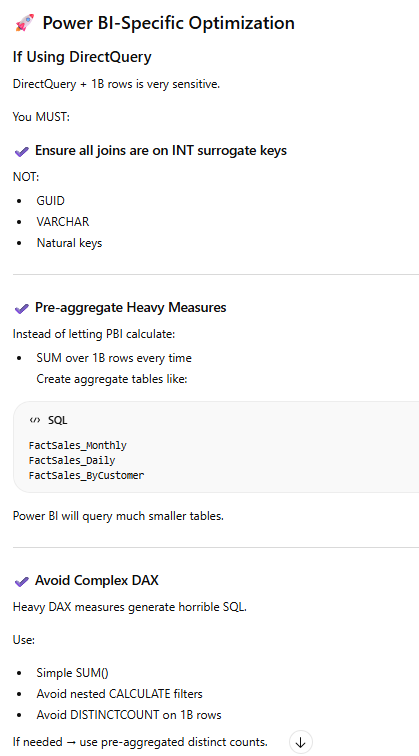 🚀 Power BI-Specific Optimization
If Using DirectQuery
DirectQuery + 1B rows is very sensitive.
You MUST:
✔ Ensure all joins are on INT surrogate keys
NOT:
• GUID
• VARCHAR
• Natural keys
✔ Pre-aggregate Heavy Measures
Instead of letting PBI calculate:
• SUM over 1B rows every time
Create aggregate tables like:
</> SQL
FactSales_Monthly
FactSales_Daily
FactSales_ByCustomer
Power BI will query much smaller tables.
✔ Avoid Complex DAX
Heavy DAX measures generate horrible SQL.
Use:
• Simple SUM()
• Avoid nested CALCULATE filters
• Avoid DISTINCTCOUNT on 1B rows
If needed → use pre-aggregated distinct counts.